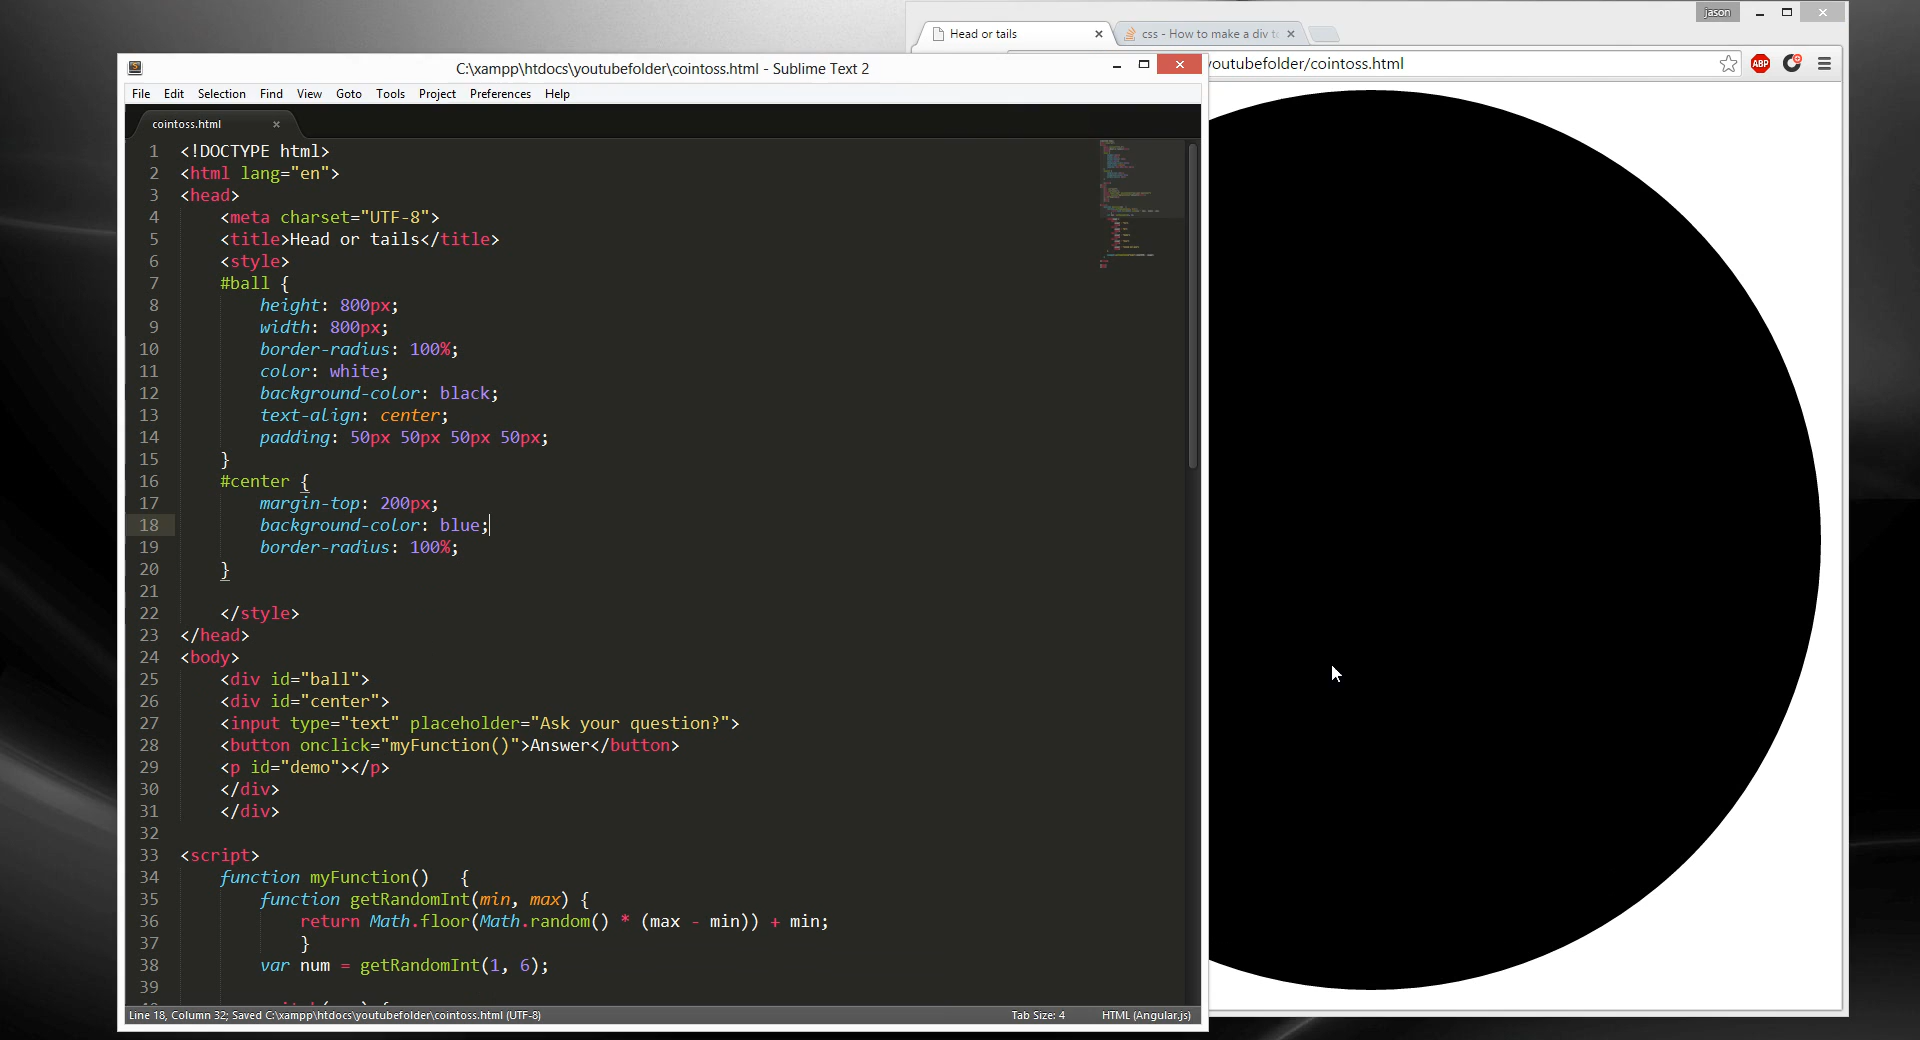 jason
Head or tails
css - How to make a div t
outubefolder/cointoss.html
ABP
C:\xampp\htdocs\youtubefolder\cointoss.html - Sublime Text 2
File Edit Selection Find View Goto Tools Project Preferences Help
cointoss.html
1 <!DOCTYPE html>
2 <html lang="en">
3 <head>
4 <meta charset="UTF-8">
5 <title>Head or tails</title>
6 <style>
7 #ball {
8 height: 800px;
9 width: 800px;
10 border-radius: 100%;
11 color: white;
12 background-color: black;
13 text-align: center;
14 padding: 50px 50px 50px 50px;
15 }
16 #center {
17 margin-top: 200px;
18 background-color: blue;
19 border-radius: 100%;
20 }
21
22 </style>
23 </head>
24 <body>
25 <div id="ball">
26 <div id="center">
27 <input type="text" placeholder="Ask your question?">
28 <button onclick="myFunction()">Answer</button>
29 <p id="demo"></p>
30 </div>
31 </div>
32
33 <script>
34 function myFunction() {
35 function getRandomInt(min, max) {
36 return Math.floor(Math.random() * (max - min)) + min;
37 }
38 var num = getRandomInt(1, 6);
39
Line 18, Column 32; Saved C:\xampp\htdocs\youtubefolder\cointoss.html (UTF-8) Tab Size: 4 HTML (Angular.js)